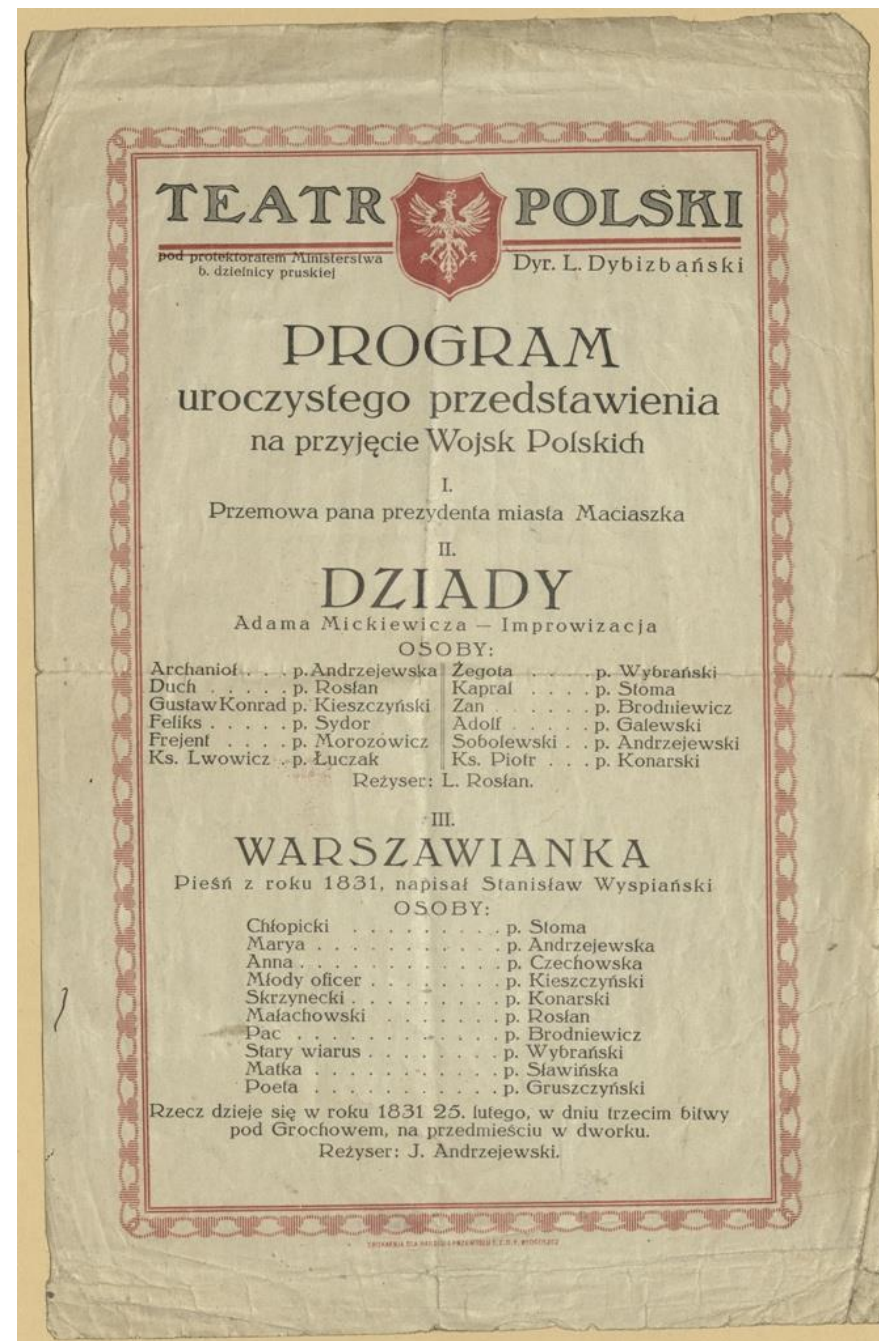 TEATR POLSKI
pod protektoratem Ministerstwa
b. dzielnicy pruskiej
Dyr. L. Dybizbański
PROGRAM
uroczystego przedstawienia
na przyjęcie Wojsk Polskich
I.
Przemowa pana prezydenta miasta Maciaszka
II.
DZIADY
Adama Mickiewicza — Improwizacja
OSOBY:
Archanioł . . . p. Andrzejewska
Duch . . . . . p. Rosłan
Gustaw Konrad p. Kieszczyński
Feliks . . . . . p. Sydor
Frejent . . . . p. Morozowicz
Ks. Lwowicz . p. Łuczak
Żegota . . . . . p. Wybrański
Kapral . . . . p. Słoma
Zan . . . . . . p. Brodniewicz
Adolf . . . . . p. Galewski
Sobolewski . . p. Andrzejewski
Ks. Piotr . . . p. Konarski
Reżyser: L. Rosłan.
III.
WARSZAWIANKA
Pieśń z roku 1831, napisał Stanisław Wyspiański
OSOBY:
Chłopicki . . . . . . . . . p. Słoma
Marya . . . . . . . . . . . p. Andrzejewska
Anna . . . . . . . . . . . . p. Czechowska
Młody oficer . . . . . . . . p. Kieszczyński
Skrzynecki . . . . . . . . . p. Konarski
Małachowski . . . . . . . p. Rosłan
Pac . . . . . . . . . . . . p. Brodniewicz
Stary wiarus . . . . . . . . p. Wybrański
Matka . . . . . . . . . . . p. Sławińska
Poeta . . . . . . . . . . . p. Gruszczyński
Rzecz dzieje się w roku 1831 25. lutego, w dniu trzecim bitwy
pod Grochowem, na przedmieściu w dworku.
Reżyser: J. Andrzejewski.